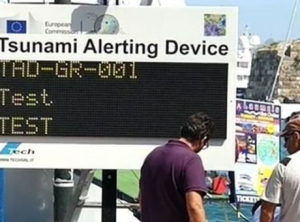 European
Commission
Tsunami Alerting Device
TAD-GR-001
Test
TEST
Tech